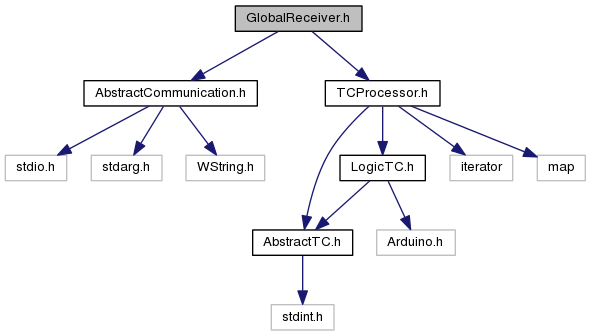 GlobalReceiver.h
AbstractCommunication.h
TCProcessor.h
stdio.h
stdarg.h
WString.h
LogicTC.h
iterator
map
AbstractTC.h
Arduino.h
stdint.h